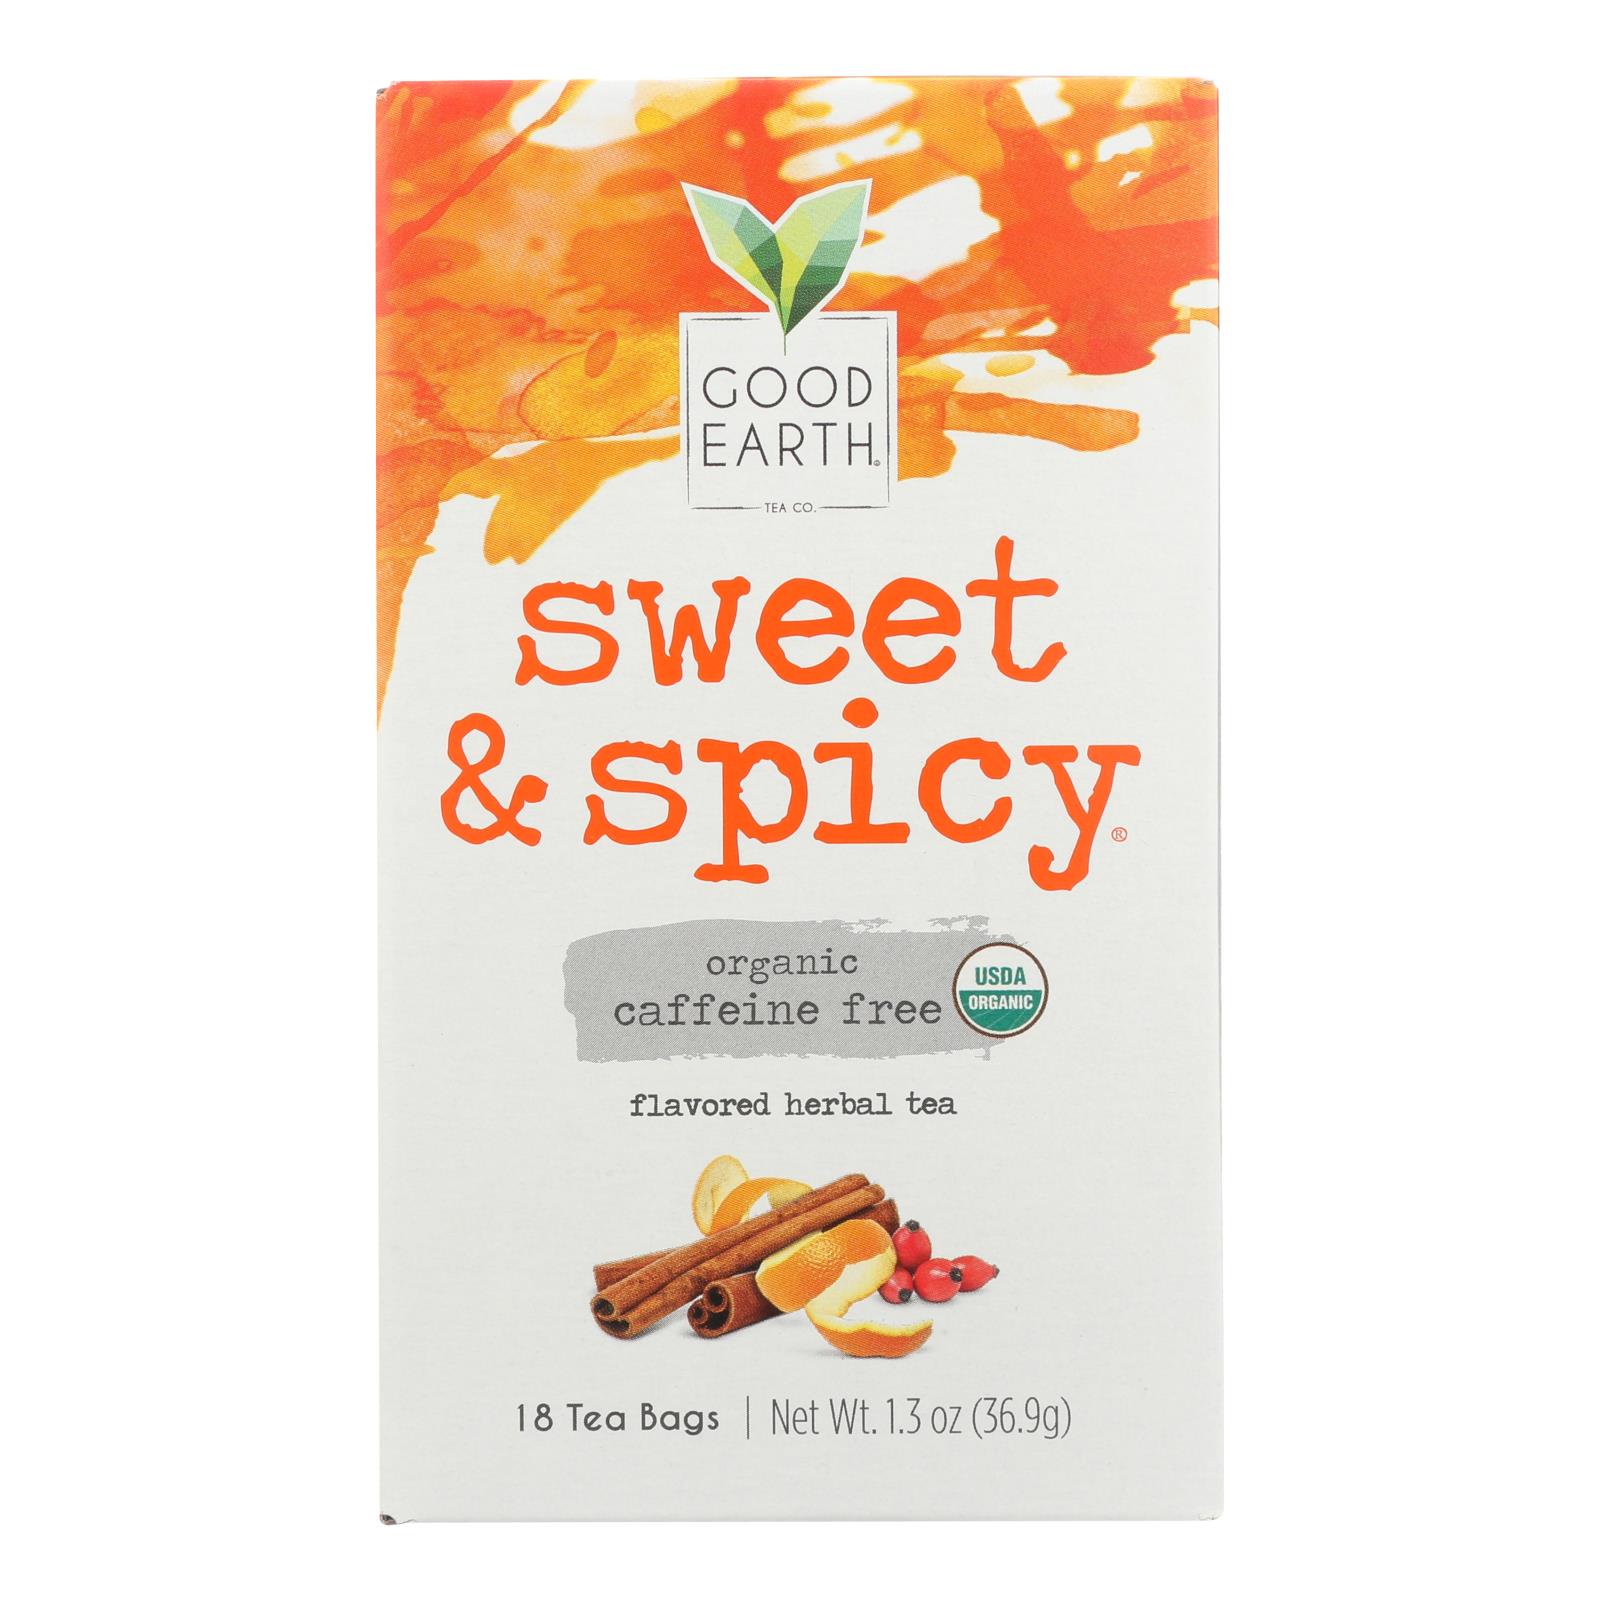 GOOD
EARTH®
TEA CO.
sweet
& spicy®
organic
caffeine free
USDA
ORGANIC
flavored herbal tea
18 Tea Bags | Net Wt. 1.3 oz (36.9g)